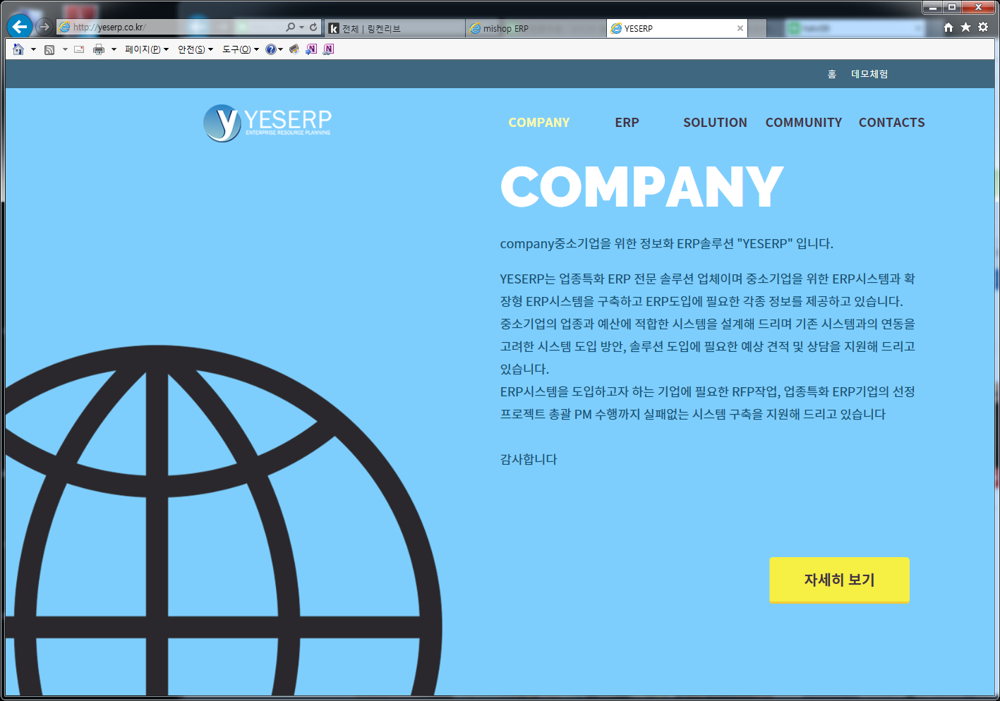 http://yeserp.co.kr/
전체 | 링켄리브
mishop ERP
YESERP
페이지(P)
안전(S)
도구(O)
홈
데모체험
y YESERP
ENTERPRISE RESOURCE PLANNING
COMPANY
ERP
SOLUTION
COMMUNITY
CONTACTS
COMPANY
company중소기업을 위한 정보화 ERP솔루션 "YESERP" 입니다.
YESERP는 업종특화 ERP 전문 솔루션 업체이며 중소기업을 위한 ERP시스템과 확
장형 ERP시스템을 구축하고 ERP도입에 필요한 각종 정보를 제공하고 있습니다.
중소기업의 업종과 예산에 적합한 시스템을 설계해 드리며 기존 시스템과의 연동을
고려한 시스템 도입 방안, 솔루션 도입에 필요한 예상 견적 및 상담을 지원해 드리고
있습니다.
ERP시스템을 도입하고자 하는 기업에 필요한 RFP작업, 업종특화 ERP기업의 선정
프로젝트 총괄 PM 수행까지 실패없는 시스템 구축을 지원해 드리고 있습니다
감사합니다
자세히 보기